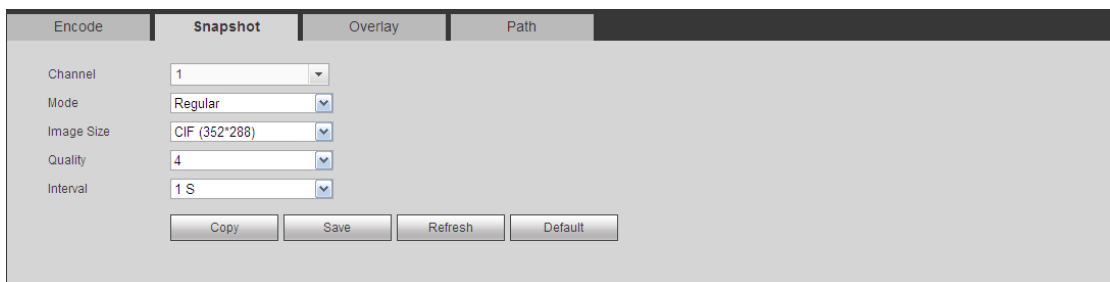 Encode Snapshot Overlay Path
Channel 1
Mode Regular
Image Size CIF (352*288)
Quality 4
Interval 1 S
Copy Save Refresh Default